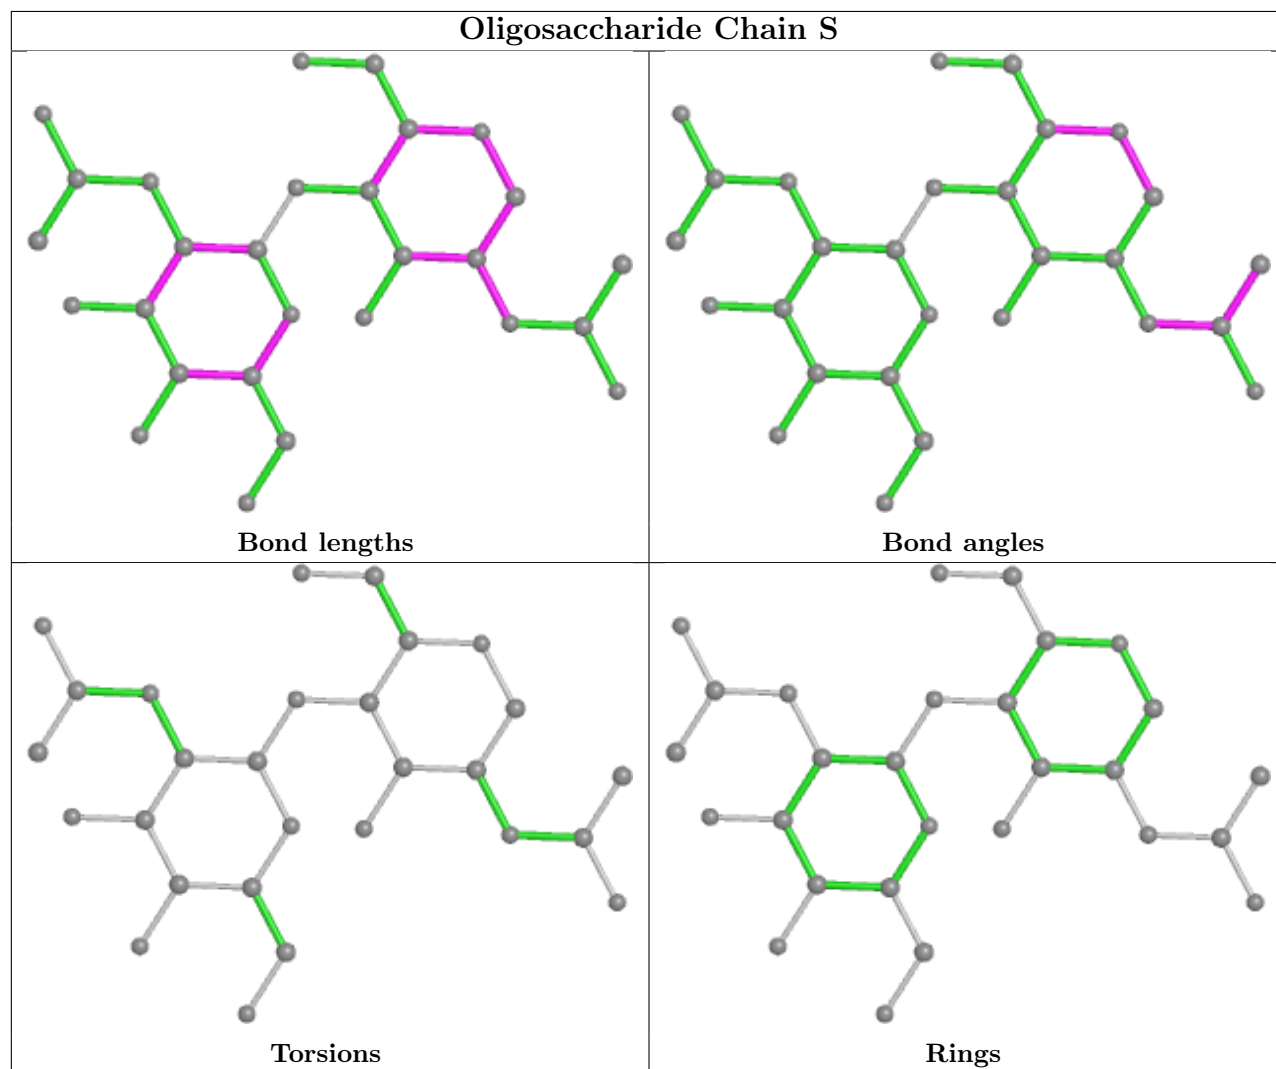 Oligosaccharide Chain S
Bond lengths
Bond angles
Torsions
Rings